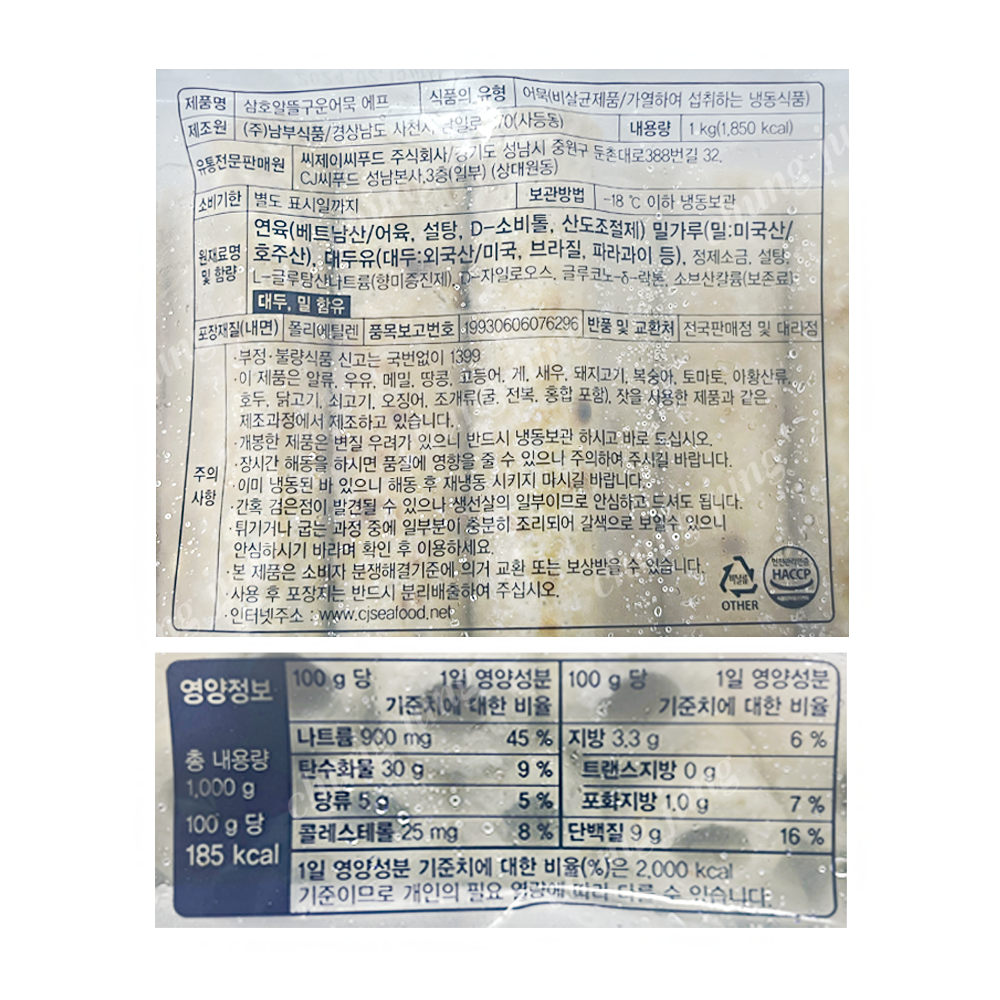 제품명 삼호알뜰구운어묵 에프 식품의 유형 어묵(비살균제품/가열하여 섭취하는 냉동식품)
제조원 (주)남부식품/경상남도 사천시 70(사등동) 내용량 1 kg(1,850 kcal)
유통전문판매원 씨제이씨푸드 주식회사/경기도 성남시 중원구 둔촌대로388번길 32,
CJ씨푸드 성남본사,3층(일부) (상대원동)
소비기한 별도 표시일까지 보관방법 -18 ℃ 이하 냉동보관
원재료명 및 함량 연육(베트남산/어육, 설탕, D-소비톨, 산도조절제) 밀가루(밀:미국산/
호주산), 대두유(대두:외국산/미국, 브라질, 파라과이 등), 정제소금, 설탕,
L-글루탐산나트륨(향미증진제), D-자일로오스, 글루코노-δ-락톤, 소브산칼륨(보존료)
대두, 밀 함유
포장재질(내면) 폴리에틸렌 품목보고번호 19930606076296 반품 및 교환처 전국판매점 및 대리점
주의사항
·부정·불량식품 신고는 국번없이 1399
·이 제품은 알류, 우유, 메밀, 땅콩, 고등어, 게, 새우, 돼지고기, 복숭아, 토마토, 아황산류,
호두, 닭고기, 쇠고기, 오징어, 조개류(굴, 전복, 홍합 포함), 잣을 사용한 제품과 같은
제조과정에서 제조하고 있습니다.
·개봉한 제품은 변질 우려가 있으니 반드시 냉동보관 하시고 바로 드십시오.
·장시간 해동을 하시면 품질에 영향을 줄 수 있으나 주의하여 주시길 바랍니다.
·이미 냉동된 바 있으니 해동 후 재냉동 시키지 마시길 바랍니다.
·간혹 검은점이 발견될 수 있으나 생선살의 일부이므로 안심하고 드셔도 됩니다.
·튀기거나 굽는 과정 중에 일부분이 충분히 조리되어 갈색으로 보일수 있으니
안심하시기 바라며 확인 후 이용하세요.
·본 제품은 소비자 분쟁해결기준에 의거 교환 또는 보상받을 수 있습니다.
·사용 후 포장지는 반드시 분리배출하여 주십시오.
·인터넷주소 : www.cjseafood.net
비닐류
OTHER
안전관리인증
HACCP
영양정보
총 내용량
1,000 g
100 g 당
185 kcal
100 g 당 1일 영양성분 기준치에 대한 비율 100 g 당 1일 영양성분 기준치에 대한 비율
나트륨 900 mg 45 % 지방 3.3 g 6 %
탄수화물 30 g 9 % 트랜스지방 0 g
당류 5 g 5 % 포화지방 1.0 g 7 %
콜레스테롤 25 mg 8 % 단백질 9 g 16 %
1일 영양성분 기준치에 대한 비율(%)은 2,000 kcal
기준이므로 개인의 필요 열량에 따라 다를 수 있습니다.